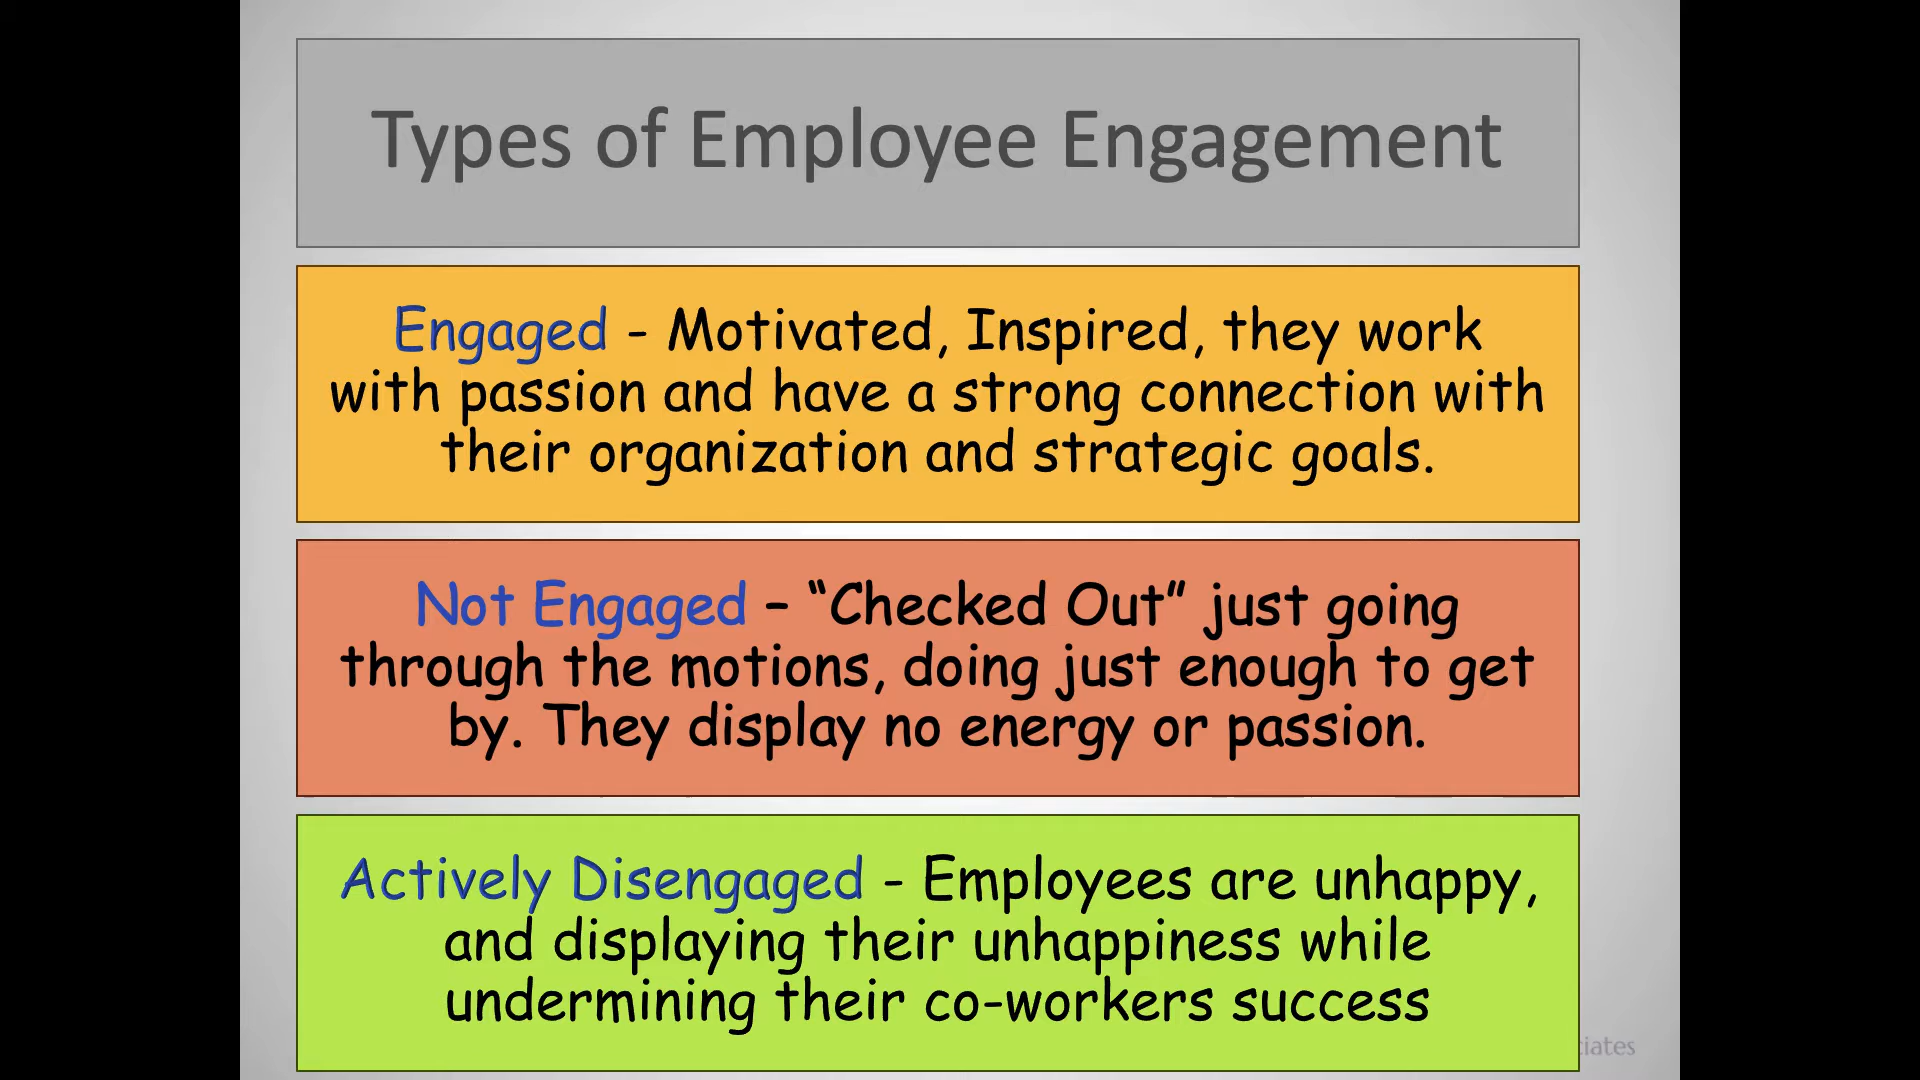 Types of Employee Engagement
Engaged - Motivated, Inspired, they work
with passion and have a strong connection with
their organization and strategic goals.
Not Engaged – “Checked Out” just going
through the motions, doing just enough to get
by. They display no energy or passion.
Actively Disengaged - Employees are unhappy,
and displaying their unhappiness while
undermining their co-workers success